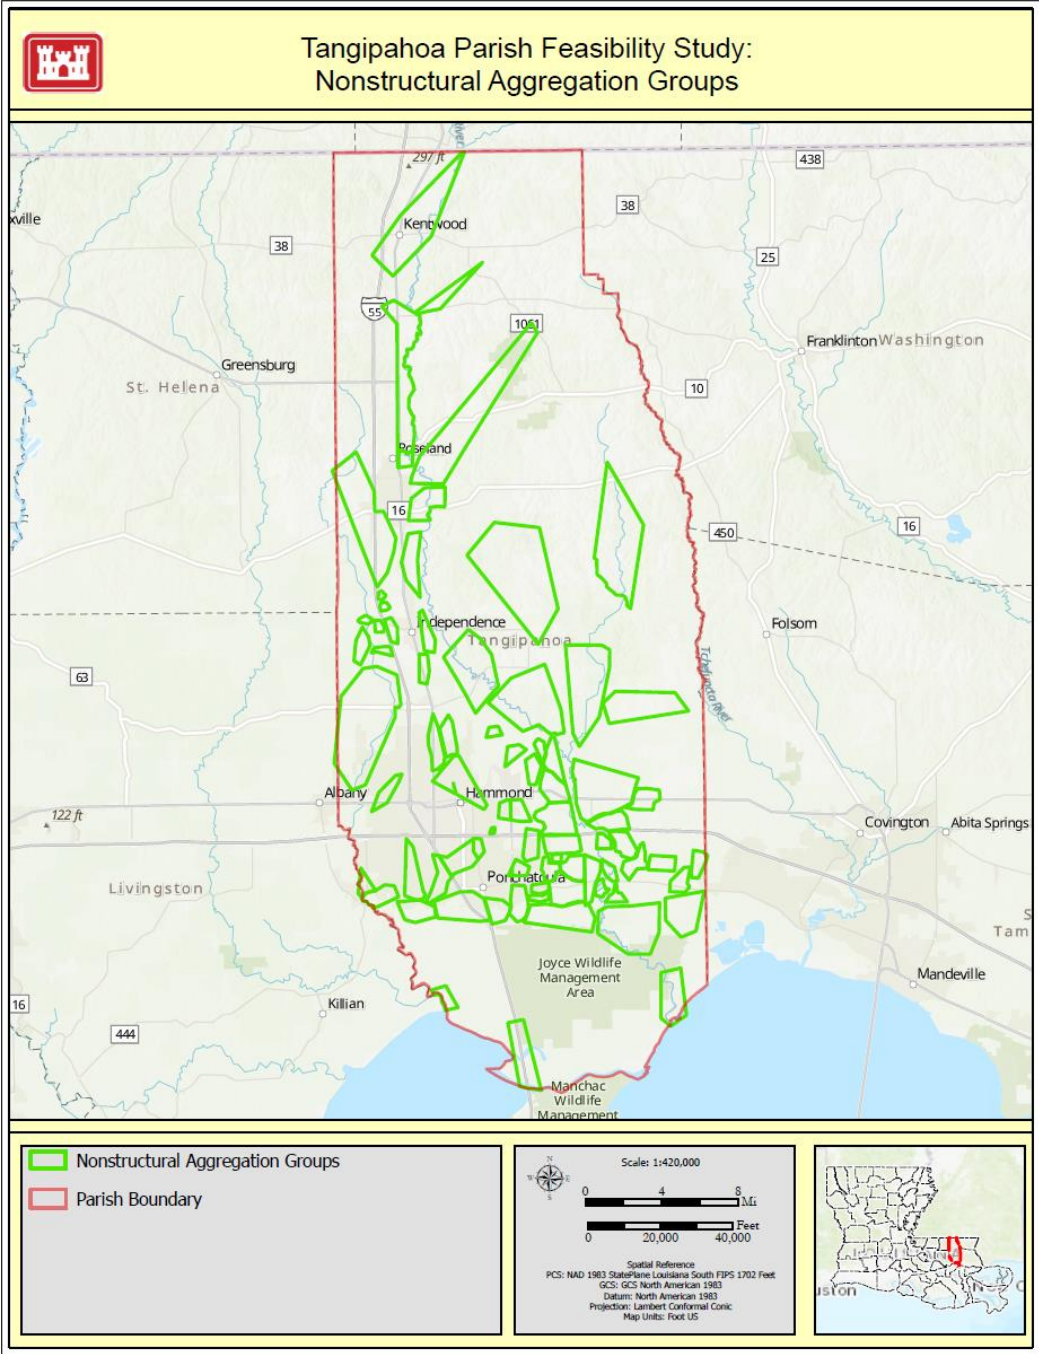 Tangipahoa Parish Feasibility Study:
Nonstructural Aggregation Groups
297 ft
438
38
Kentwood
38
25
55
1061
Franklinton
Washington
Greensburg
St. Helena
10
Roseland
16
16
450
Independence
Tangipahoa
Folsom
63
Tchefuncta River
Albany
Hammond
122 ft
Covington
Abita Springs
Livingston
Ponchatoula
Joyce Wildlife
Management
Area
S
Tam
Mandeville
16
Killian
444
Manchac
Wildlife
Management
Nonstructural Aggregation Groups
Parish Boundary
N
W E
S
Scale: 1:420,000
0 4 8
Mi
Feet
0 20,000 40,000
Spatial Reference
PCS: NAD 1983 StatePlane Louisiana South FIPS 1702 Feet
GCS: GCS North American 1983
Datum: North American 1983
Projection: Lambert Conformal Conic
Map Units: Foot US